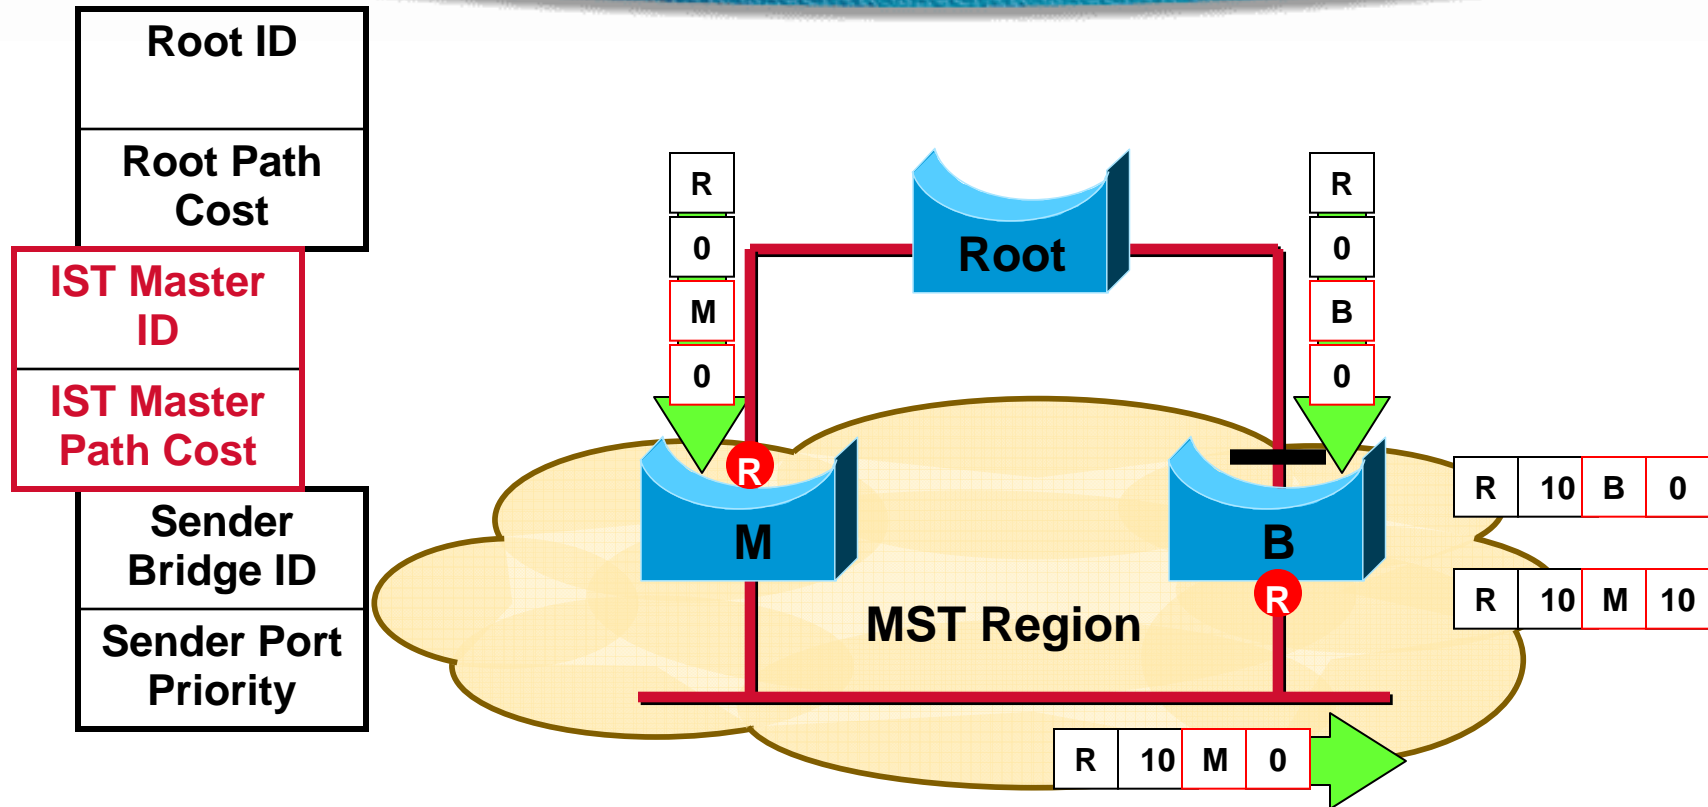 Root ID
Root Path
Cost
IST Master
ID
IST Master
Path Cost
Sender
Bridge ID
Sender Port
Priority
R
0
M
0
Root
R
0
B
0
R
M
B
R
MST Region
R 10 B 0
R 10 M 10
R 10 M 0